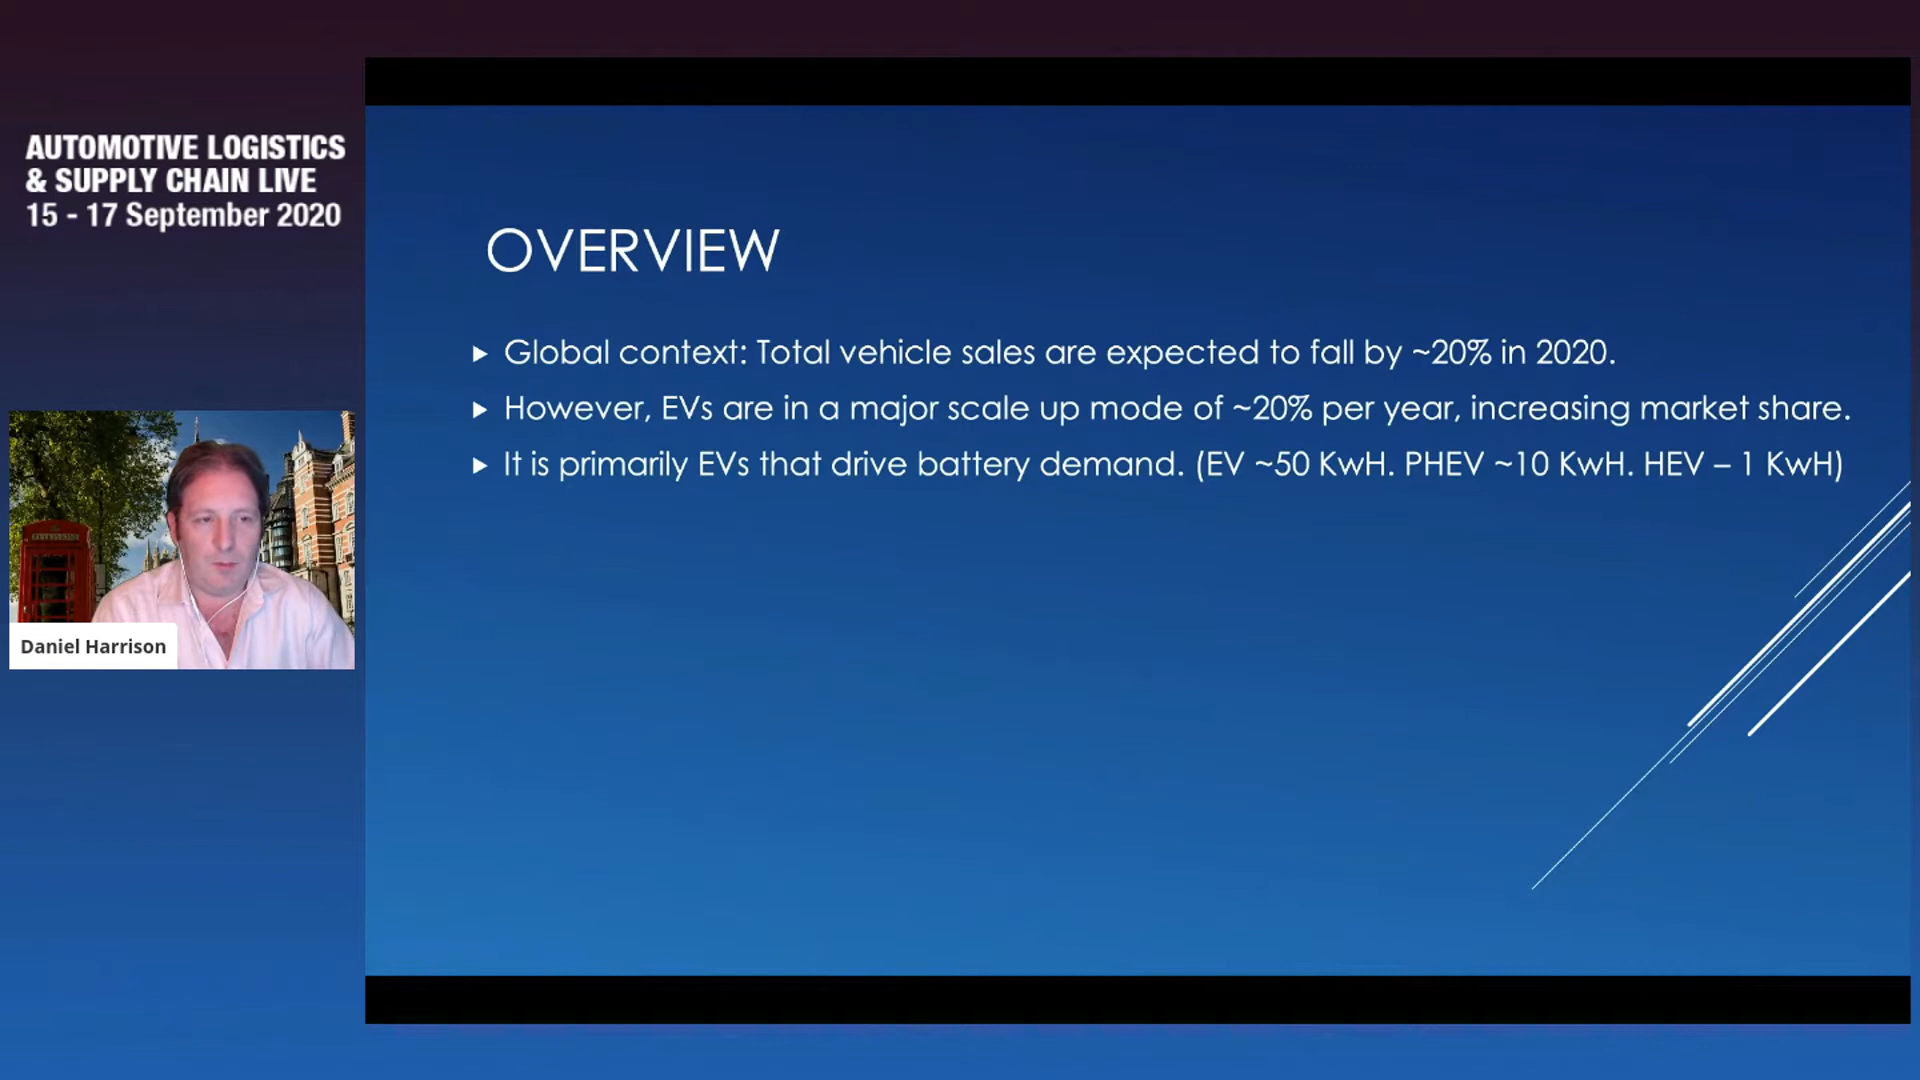 AUTOMOTIVE LOGISTICS
& SUPPLY CHAIN LIVE
15 - 17 September 2020
OVERVIEW
Global context: Total vehicle sales are expected to fall by ~20% in 2020.
However, EVs are in a major scale up mode of ~20% per year, increasing market share.
It is primarily EVs that drive battery demand. (EV ~50 KwH. PHEV ~10 KwH. HEV – 1 KwH)
Daniel Harrison